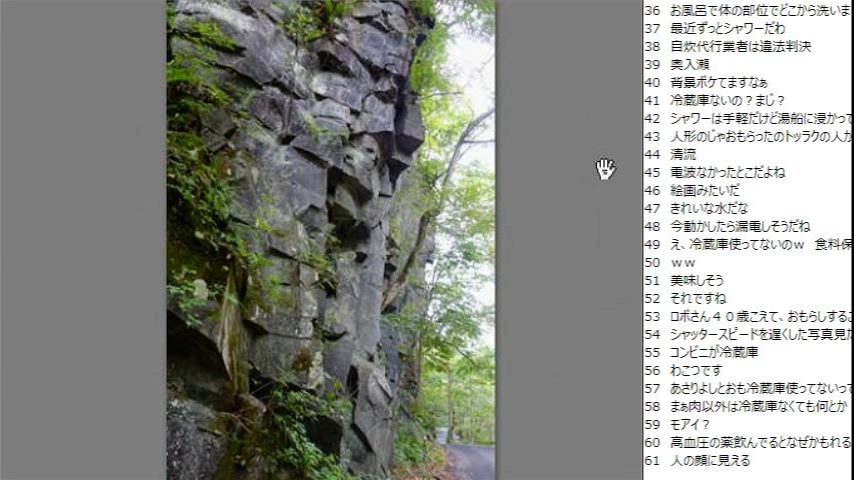 36 お風呂で体の部位でどこから洗いま
37 最近ずっとシャワーだわ
38 自炊代行業者は違法判決
39 奥入瀬
40 背景ボケてますなぁ
41 冷蔵庫ないの？まじ？
42 シャワーは手軽だけど湯船に浸かって
43 人形のじゃおもらったのトッラクの人か
44 清流
45 電波なかったとこだよね
46 絵画みたいだ
47 きれいな水だな
48 今動かしたら漏電しそうだね
49 え、冷蔵庫使ってないのｗ　食料保
50 ｗｗ
51 美味しそう
52 それですね
53 ロボさん４０歳こえて、おもらしするこ
54 シャッタースピードを遅くした写真見た
55 コンビニが冷蔵庫
56 わこつです
57 あさりよしとおも冷蔵庫使ってないって
58 まぁ肉以外は冷蔵庫なくても何とか
59 モアイ？
60 高血圧の薬飲んでるとなぜかもれる
61 人の顔に見える